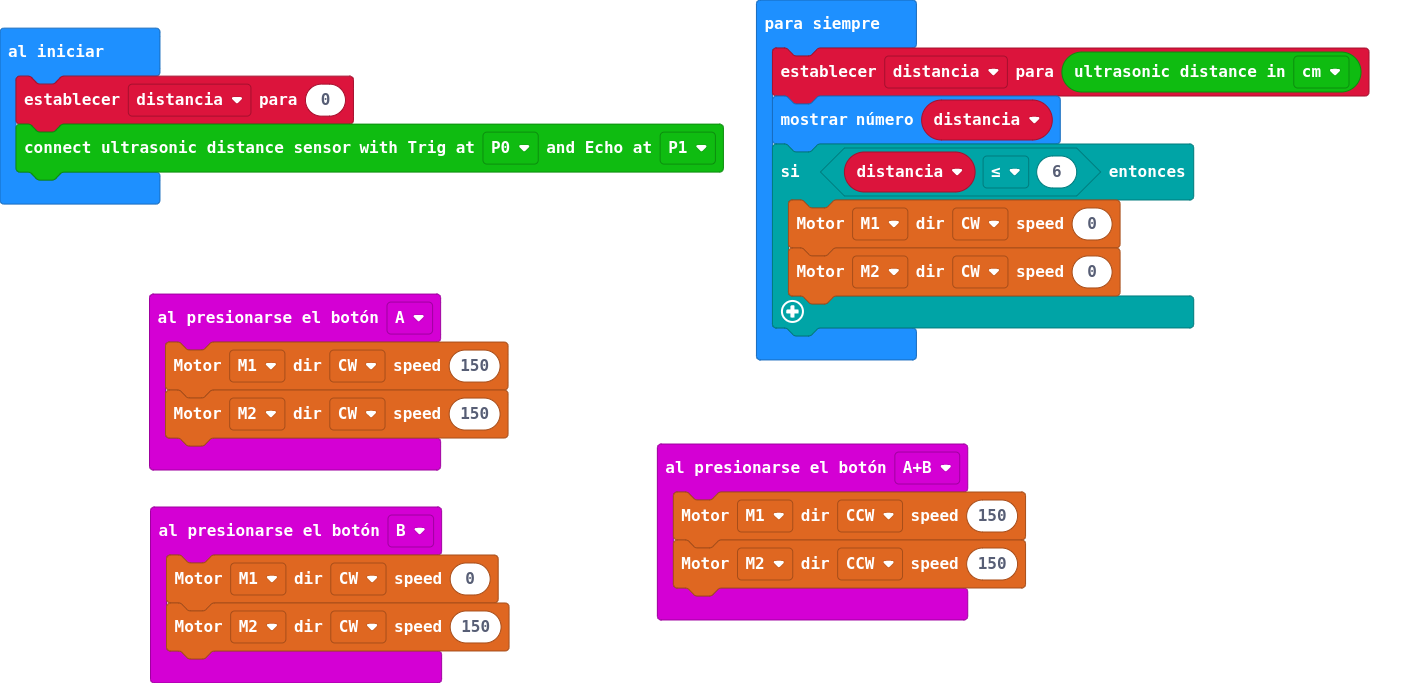 al iniciar
establecer distancia para 0
connect ultrasonic distance sensor with Trig at P0 and Echo at P1
para siempre
establecer distancia para ultrasonic distance in cm
mostrar número distancia
si distancia ≤ 6 entonces
Motor M1 dir CW speed 0
Motor M2 dir CW speed 0
al presionarse el botón A
Motor M1 dir CW speed 150
Motor M2 dir CW speed 150
al presionarse el botón B
Motor M1 dir CW speed 0
Motor M2 dir CW speed 150
al presionarse el botón A+B
Motor M1 dir CCW speed 150
Motor M2 dir CCW speed 150